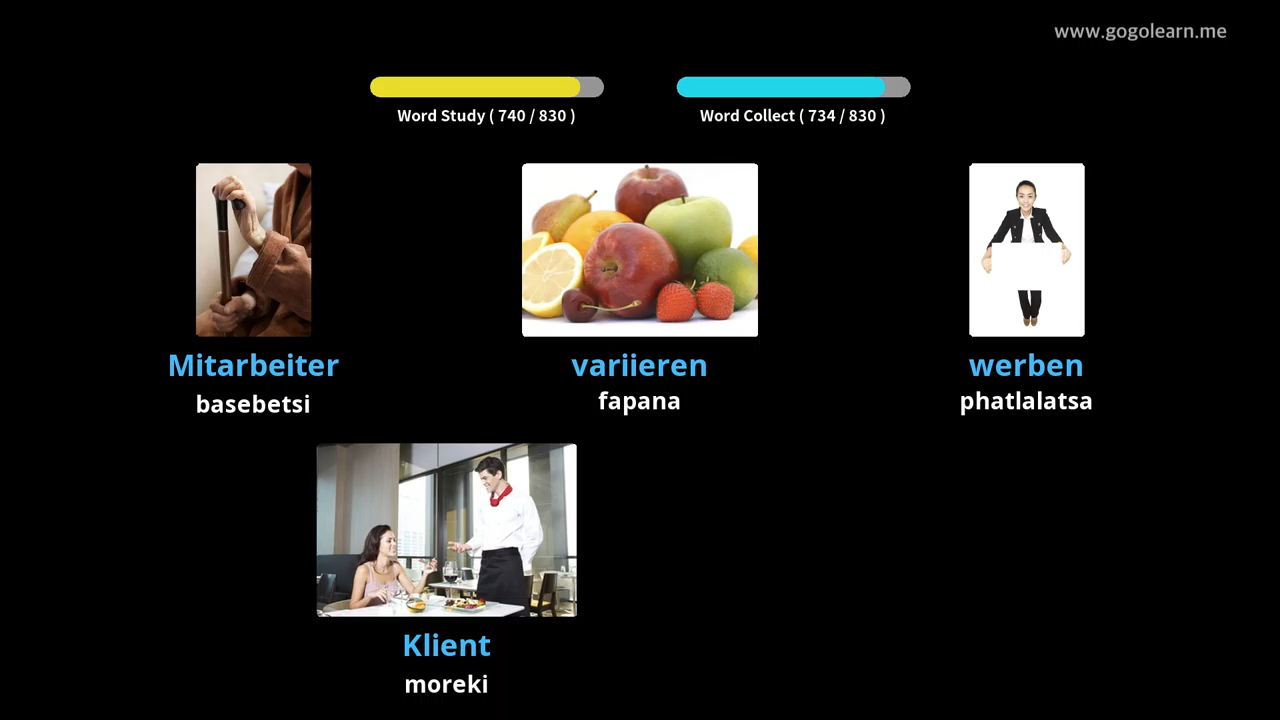 www.gogolearn.me
Word Study ( 740 / 830 )
Word Collect ( 734 / 830 )
Mitarbeiter
basebetsi
variieren
fapana
werben
phatlalatsa
Klient
moreki